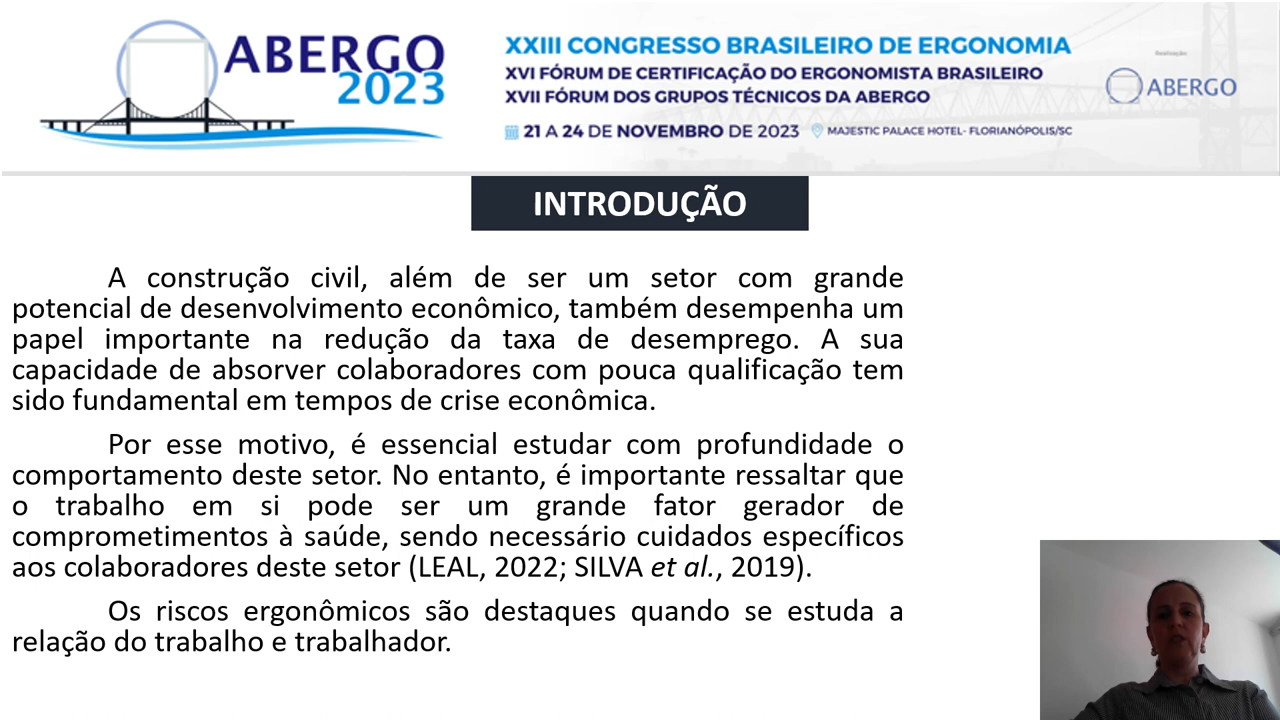 ABERGO
2023
XXIII CONGRESSO BRASILEIRO DE ERGONOMIA
XVI FÓRUM DE CERTIFICAÇÃO DO ERGONOMISTA BRASILEIRO
XVII FÓRUM DOS GRUPOS TÉCNICOS DA ABERGO
21 A 24 DE NOVEMBRO DE 2023 MAJESTIC PALACE HOTEL- FLORIANÓPOLIS/SC
Realização
ABERGO
INTRODUÇÃO
A construção civil, além de ser um setor com grande
potencial de desenvolvimento econômico, também desempenha um
papel importante na redução da taxa de desemprego. A sua
capacidade de absorver colaboradores com pouca qualificação tem
sido fundamental em tempos de crise econômica.
Por esse motivo, é essencial estudar com profundidade o
comportamento deste setor. No entanto, é importante ressaltar que
o trabalho em si pode ser um grande fator gerador de
comprometimentos à saúde, sendo necessário cuidados específicos
aos colaboradores deste setor (LEAL, 2022; SILVA et al., 2019).
Os riscos ergonômicos são destaques quando se estuda a
relação do trabalho e trabalhador.